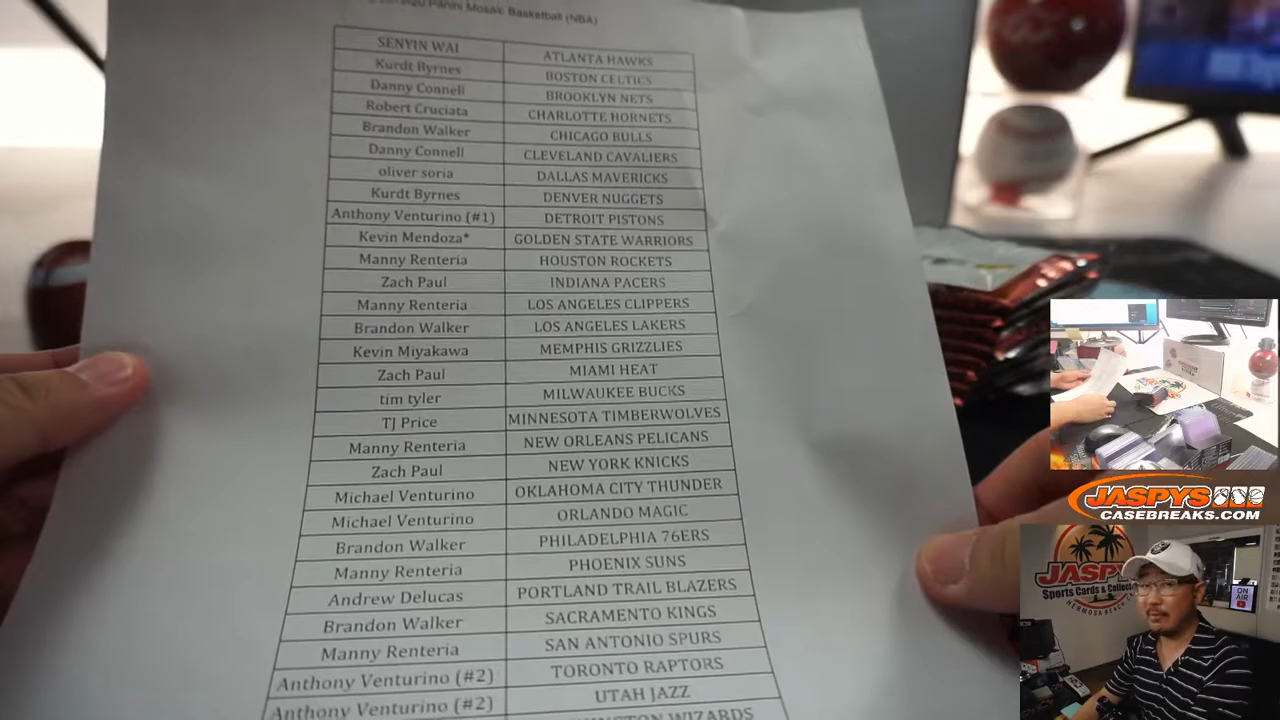 Panini Mosaic Basketball (NBA)
SENYIN WAI ATLANTA HAWKS
Kurdt Byrnes BOSTON CELTICS
Danny Connell BROOKLYN NETS
Robert Cruciata CHARLOTTE HORNETS
Brandon Walker CHICAGO BULLS
Danny Connell CLEVELAND CAVALIERS
oliver soria DALLAS MAVERICKS
Kurdt Byrnes DENVER NUGGETS
Anthony Venturino (#1) DETROIT PISTONS
Kevin Mendoza* GOLDEN STATE WARRIORS
Manny Renteria HOUSTON ROCKETS
Zach Paul INDIANA PACERS
Manny Renteria LOS ANGELES CLIPPERS
Brandon Walker LOS ANGELES LAKERS
Kevin Miyakawa MEMPHIS GRIZZLIES
Zach Paul MIAMI HEAT
tim tyler MILWAUKEE BUCKS
TJ Price MINNESOTA TIMBERWOLVES
Manny Renteria NEW ORLEANS PELICANS
Zach Paul NEW YORK KNICKS
Michael Venturino OKLAHOMA CITY THUNDER
Michael Venturino ORLANDO MAGIC
Brandon Walker PHILADELPHIA 76ERS
Manny Renteria PHOENIX SUNS
Andrew Delucas PORTLAND TRAIL BLAZERS
Brandon Walker SACRAMENTO KINGS
Manny Renteria SAN ANTONIO SPURS
Anthony Venturino (#2) TORONTO RAPTORS
Anthony Venturino (#2) UTAH JAZZ
WIZARDS
JASPYS
CASEBREAKS.COM
JASPY
Sports Cards & Collect
HERMOSA BEACH
ON
AIR